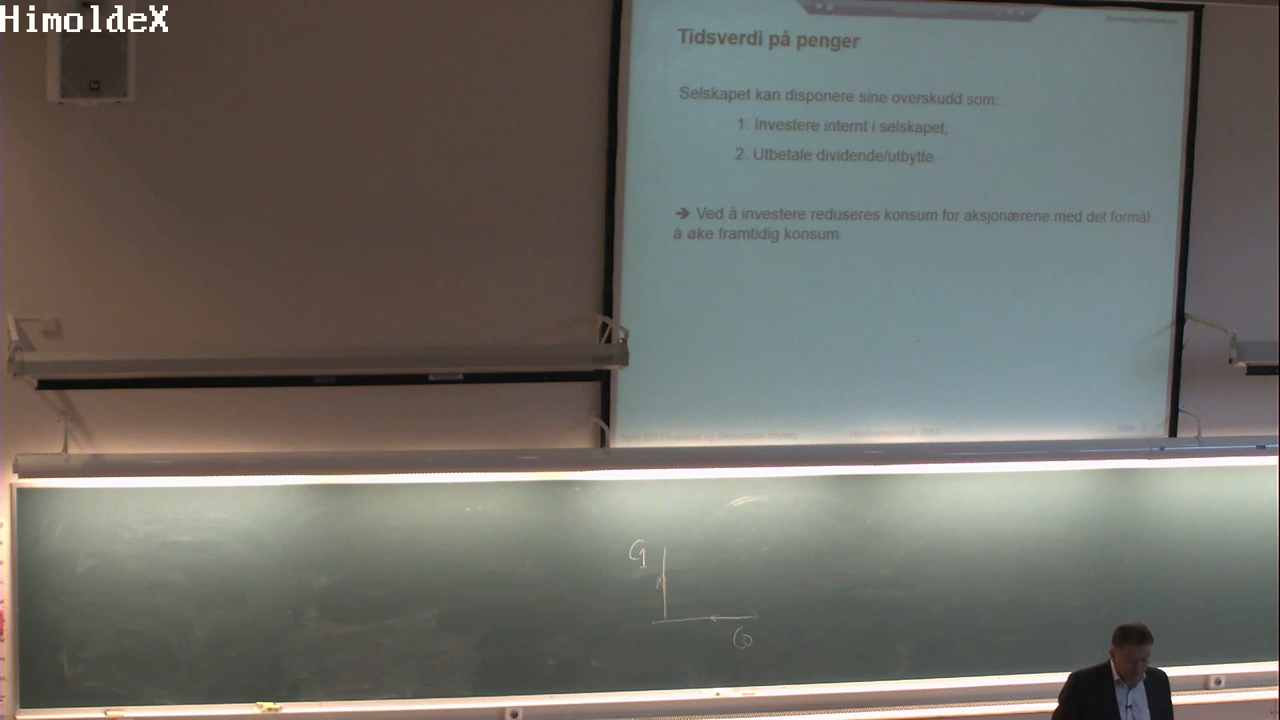 HimoldeX
Tidsverdi på penger
Selskapet kan disponere sine overskudd som:
1. Investere internt i selskapet;
2. Utbetale dividende/utbytte.
➔ Ved å investere reduseres konsum for aksjonærene med det formål
å øke framtidig konsum.
C1
C0